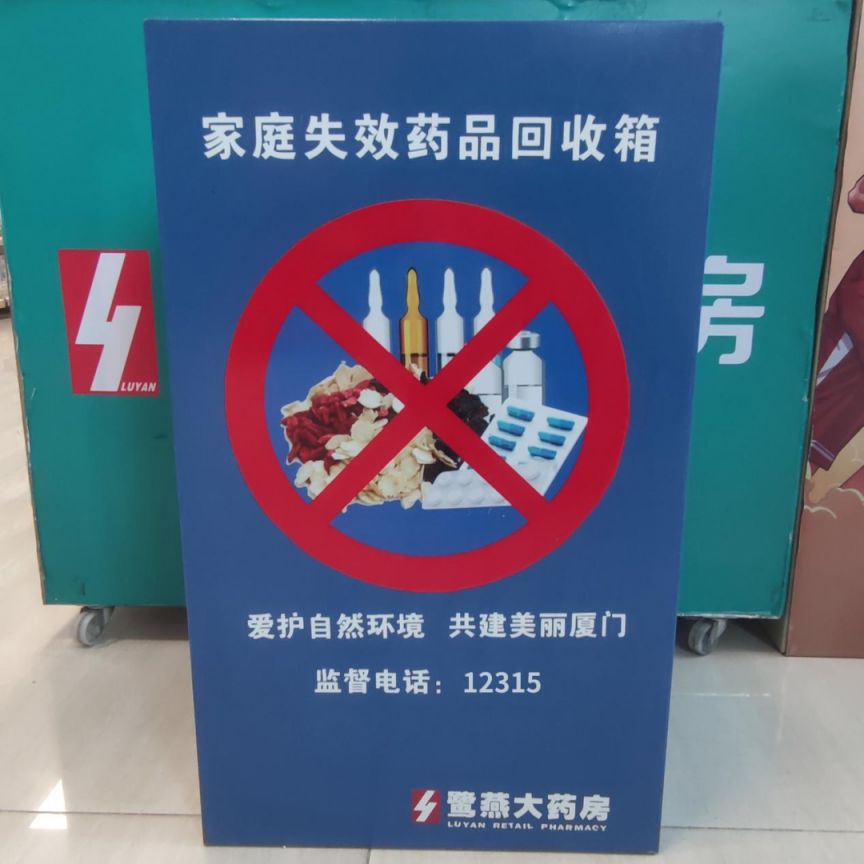 家庭失效药品回收箱
LUYAN
房
爱护自然环境 共建美丽厦门
监督电话：12315
鹭燕大药房
LUYAN RETAIL PHARMACY